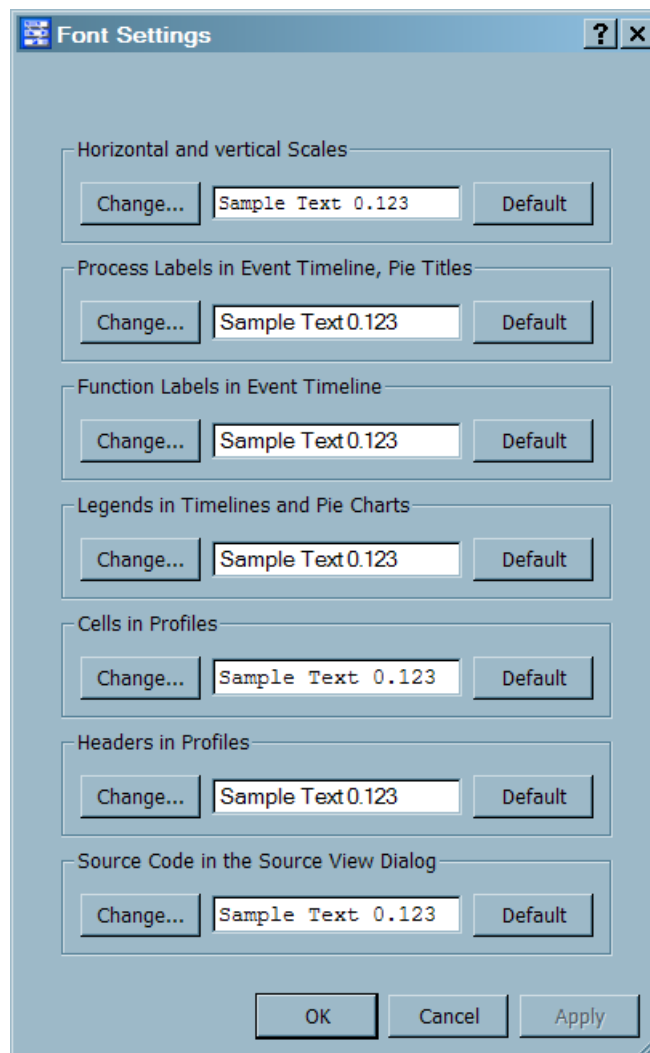 Font Settings ? ×
Horizontal and vertical Scales
Change... Sample Text 0.123 Default
Process Labels in Event Timeline, Pie Titles
Change... Sample Text 0.123 Default
Function Labels in Event Timeline
Change... Sample Text 0.123 Default
Legends in Timelines and Pie Charts
Change... Sample Text 0.123 Default
Cells in Profiles
Change... Sample Text 0.123 Default
Headers in Profiles
Change... Sample Text 0.123 Default
Source Code in the Source View Dialog
Change... Sample Text 0.123 Default
OK Cancel Apply